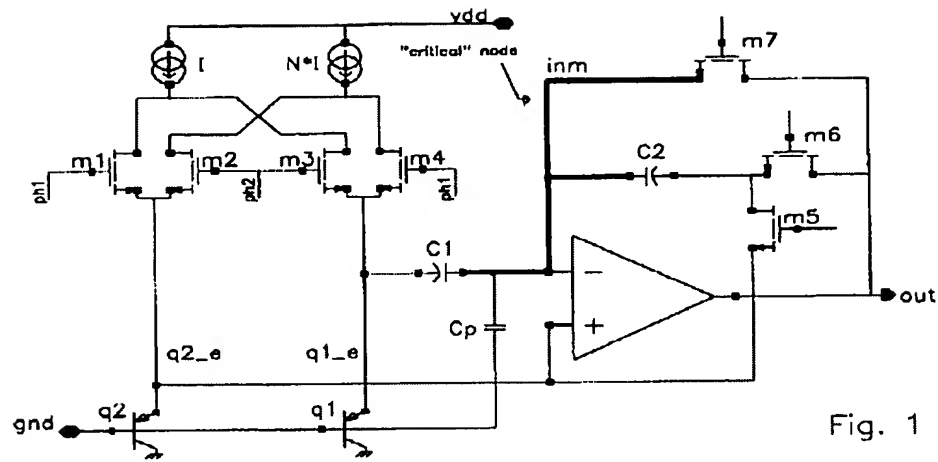 vdd
I
N*I
"critical" node
inm
m7
m1
m2
m3
m4
C2
m6
ph1
ph2
ph1
m5
C1
−
+
out
Cp
q2_e
q1_e
gnd
q2
q1
Fig. 1